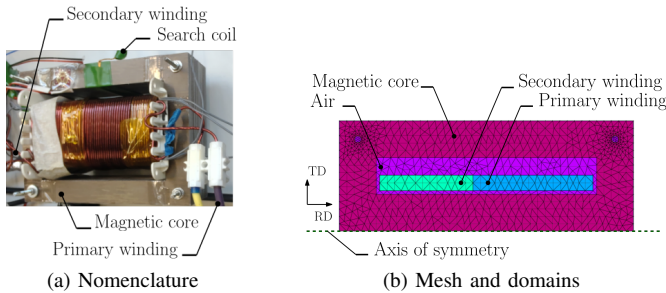 Secondary winding
Search coil
Magnetic core
Primary winding
(a) Nomenclature
Magnetic core
Air
Secondary winding
Primary winding
TD
RD
Axis of symmetry
(b) Mesh and domains